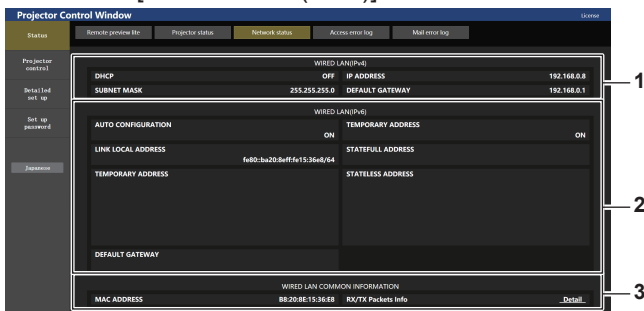 Projector Control Window
License
Status
Remote preview lite
Projector status
Network status
Access error log
Mail error log
Projector control
Detailed set up
Set up password
Japanese
WIRED LAN(IPv4)
DHCP OFF IP ADDRESS 192.168.0.8
SUBNET MASK 255.255.255.0 DEFAULT GATEWAY 192.168.0.1
1
WIRED LAN(IPv6)
AUTO CONFIGURATION ON TEMPORARY ADDRESS ON
LINK LOCAL ADDRESS fe80::ba20:8eff:fe15:36e8/64 STATEFULL ADDRESS
TEMPORARY ADDRESS STATELESS ADDRESS
DEFAULT GATEWAY
2
WIRED LAN COMMON INFORMATION
MAC ADDRESS B8:20:8E:15:36:E8 RX/TX Packets Info Detail
3